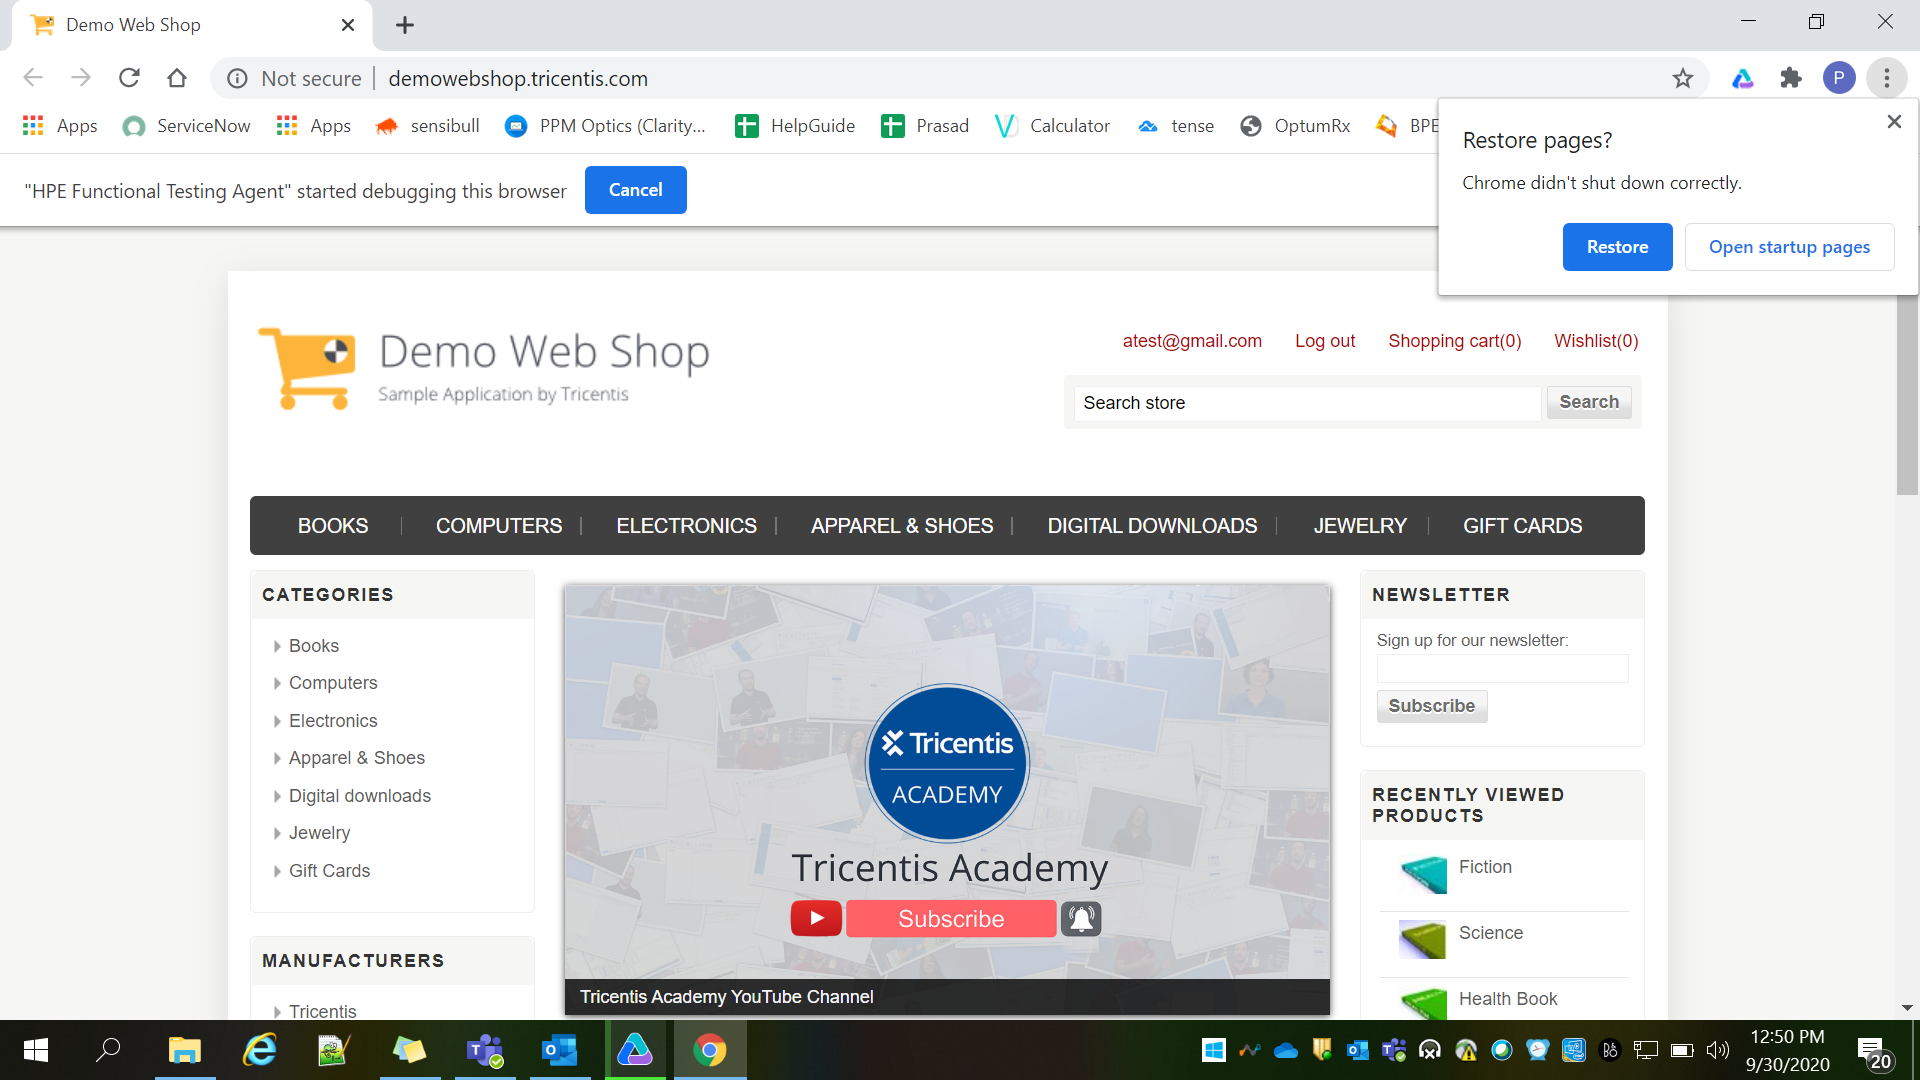 Demo Web Shop
Not secure demowebshop.tricentis.com
P
Apps ServiceNow Apps sensibull PPM Optics (Clarity... HelpGuide Prasad Calculator tense OptumRx BPE
"HPE Functional Testing Agent" started debugging this browser Cancel
Restore pages?
Chrome didn't shut down correctly.
Restore Open startup pages
Demo Web Shop
Sample Application by Tricentis
atest@gmail.com Log out Shopping cart(0) Wishlist(0)
Search store Search
BOOKS COMPUTERS ELECTRONICS APPAREL & SHOES DIGITAL DOWNLOADS JEWELRY GIFT CARDS
CATEGORIES
Books
Computers
Electronics
Apparel & Shoes
Digital downloads
Jewelry
Gift Cards
MANUFACTURERS
Tricentis
Tricentis
ACADEMY
Tricentis Academy
Subscribe
Tricentis Academy YouTube Channel
NEWSLETTER
Sign up for our newsletter:
Subscribe
RECENTLY VIEWED
PRODUCTS
Fiction
Science
Health Book
12:50 PM
9/30/2020
20